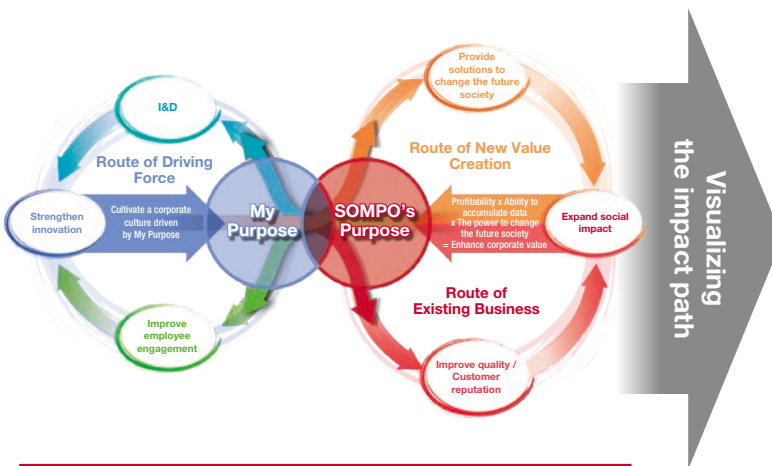 Provide
solutions to
change the future
society
I&D
Route of Driving
Force
Route of New Value
Creation
Strengthen
innovation
Cultivate a corporate
culture driven
by My Purpose
My
Purpose
SOMPO's
Purpose
Profitability x Ability to
accumulate data
x The power to change
the future society
= Enhance corporate value
Expand social
impact
Improve
employee
engagement
Route of
Existing Business
Improve quality /
Customer
reputation
Visualizing
the impact path